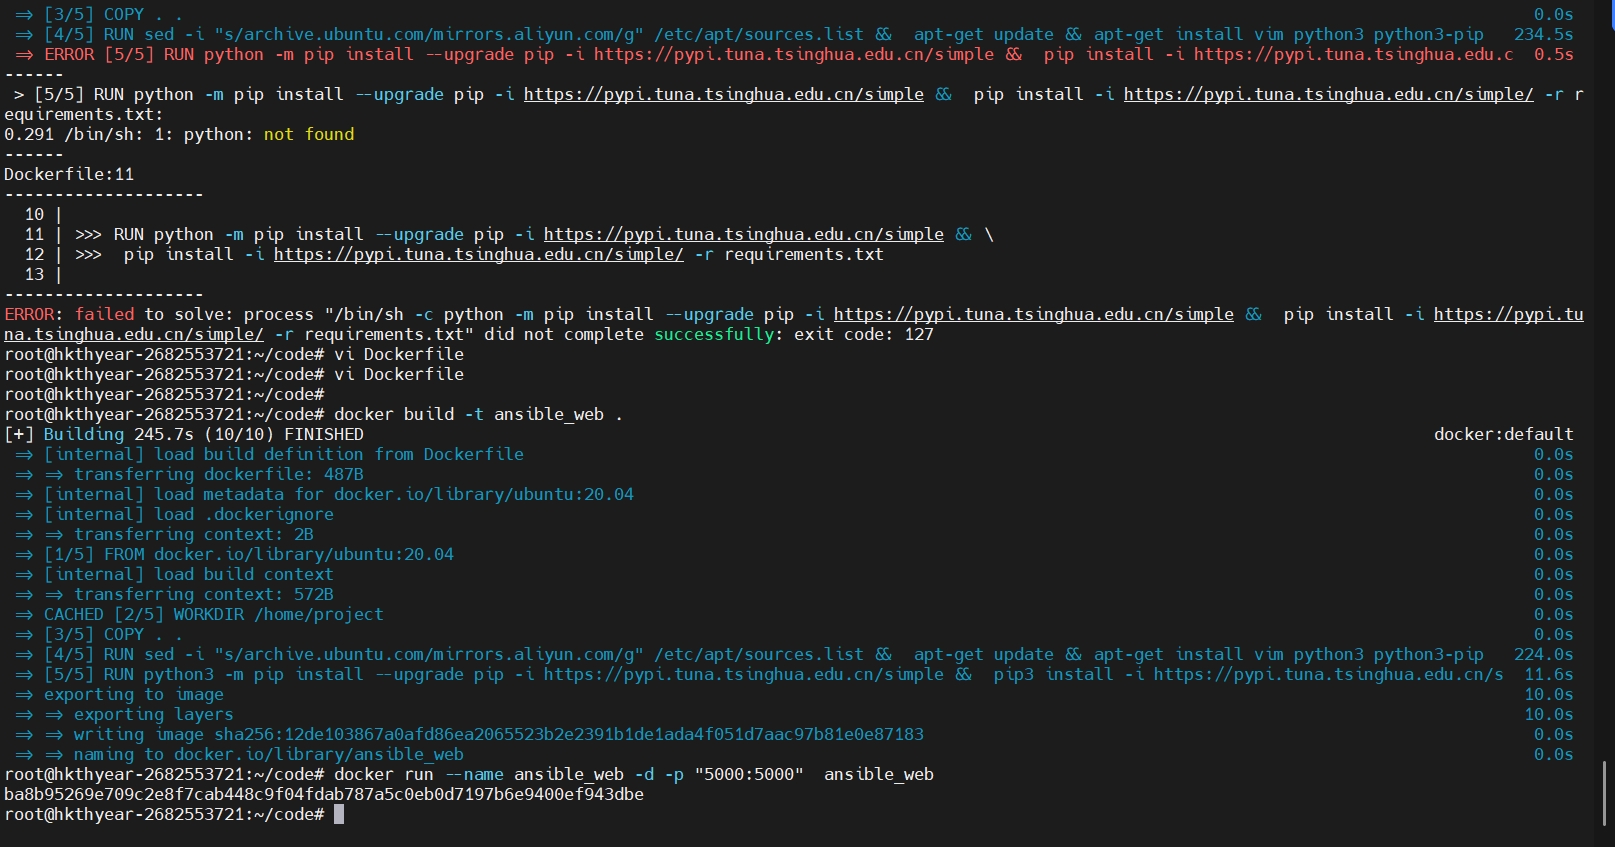 => [3/5] COPY . . 0.0s
=> [4/5] RUN sed -i "s/archive.ubuntu.com/mirrors.aliyun.com/g" /etc/apt/sources.list &&  apt-get update && apt-get install vim python3 python3-pip 234.5s
=> ERROR [5/5] RUN python -m pip install --upgrade pip -i https://pypi.tuna.tsinghua.edu.cn/simple &&  pip install -i https://pypi.tuna.tsinghua.edu.c 0.5s
------
> [5/5] RUN python -m pip install --upgrade pip -i https://pypi.tuna.tsinghua.edu.cn/simple &&  pip install -i https://pypi.tuna.tsinghua.edu.cn/simple/ -r r
equirements.txt:
0.291 /bin/sh: 1: python: not found
------
Dockerfile:11
--------------------
10 |
11 | >>> RUN python -m pip install --upgrade pip -i https://pypi.tuna.tsinghua.edu.cn/simple && \
12 | >>>  pip install -i https://pypi.tuna.tsinghua.edu.cn/simple/ -r requirements.txt
13 |
--------------------
ERROR: failed to solve: process "/bin/sh -c python -m pip install --upgrade pip -i https://pypi.tuna.tsinghua.edu.cn/simple &&  pip install -i https://pypi.tu
na.tsinghua.edu.cn/simple/ -r requirements.txt" did not complete successfully: exit code: 127
root@hkthyear-2682553721:~/code# vi Dockerfile
root@hkthyear-2682553721:~/code# vi Dockerfile
root@hkthyear-2682553721:~/code#
root@hkthyear-2682553721:~/code# docker build -t ansible_web .
[+] Building 245.7s (10/10) FINISHED docker:default
=> [internal] load build definition from Dockerfile 0.0s
=> => transferring dockerfile: 487B 0.0s
=> [internal] load metadata for docker.io/library/ubuntu:20.04 0.0s
=> [internal] load .dockerignore 0.0s
=> => transferring context: 2B 0.0s
=> [1/5] FROM docker.io/library/ubuntu:20.04 0.0s
=> [internal] load build context 0.0s
=> => transferring context: 572B 0.0s
=> CACHED [2/5] WORKDIR /home/project 0.0s
=> [3/5] COPY . . 0.0s
=> [4/5] RUN sed -i "s/archive.ubuntu.com/mirrors.aliyun.com/g" /etc/apt/sources.list &&  apt-get update && apt-get install vim python3 python3-pip 224.0s
=> [5/5] RUN python3 -m pip install --upgrade pip -i https://pypi.tuna.tsinghua.edu.cn/simple &&  pip3 install -i https://pypi.tuna.tsinghua.edu.cn/s 11.6s
=> exporting to image 10.0s
=> => exporting layers 10.0s
=> => writing image sha256:12de103867a0afd86ea2065523b2e2391b1de1ada4f051d7aac97b81e0e87183 0.0s
=> => naming to docker.io/library/ansible_web 0.0s
root@hkthyear-2682553721:~/code# docker run --name ansible_web -d -p "5000:5000"  ansible_web
ba8b95269e709c2e8f7cab448c9f04fdab787a5c0eb0d7197b6e9400ef943dbe
root@hkthyear-2682553721:~/code#